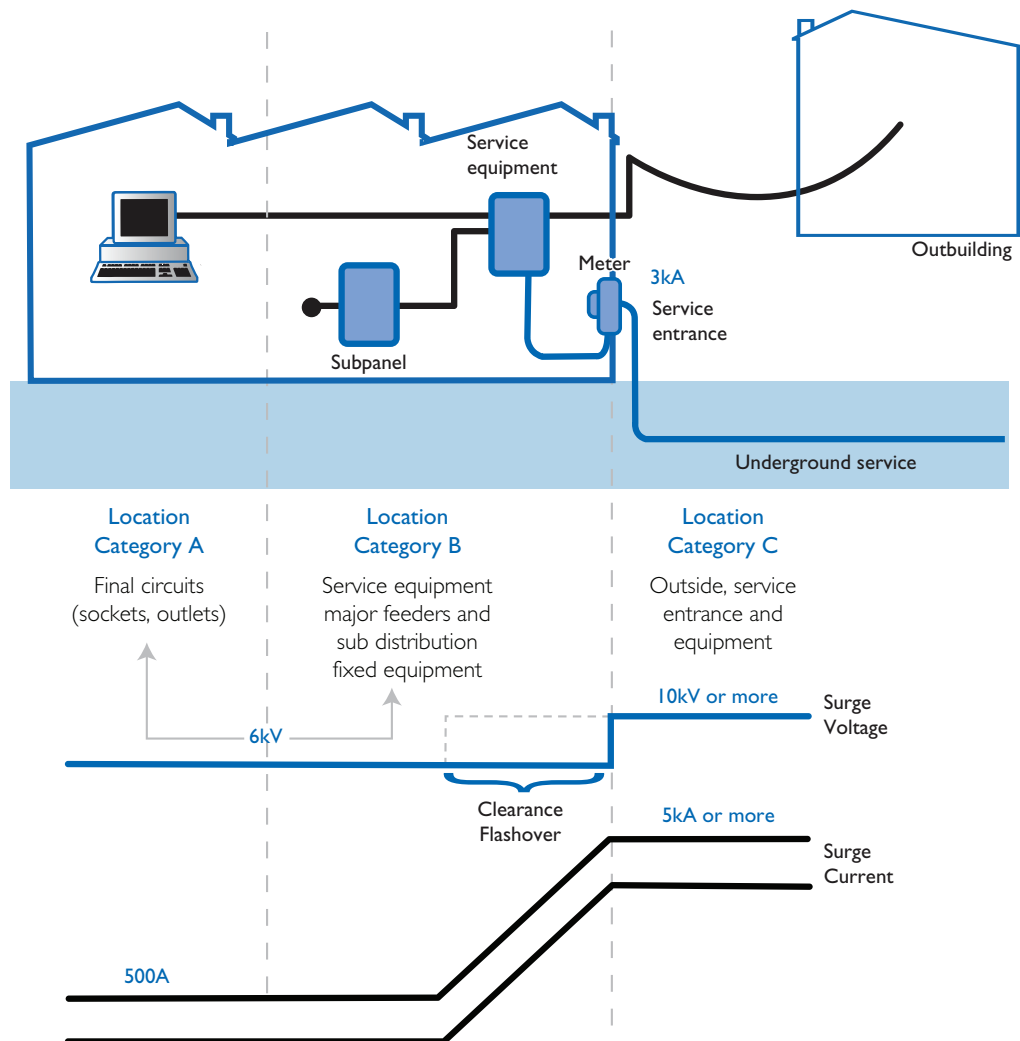 Service
equipment
Outbuilding
Meter
3kA
Service
entrance
Subpanel
Underground service
Location
Category A
Final circuits
(sockets, outlets)
Location
Category B
Service equipment
major feeders and
sub distribution
fixed equipment
Location
Category C
Outside, service
entrance and
equipment
6kV
10kV or more
Surge
Voltage
Clearance
Flashover
5kA or more
Surge
Current
500A